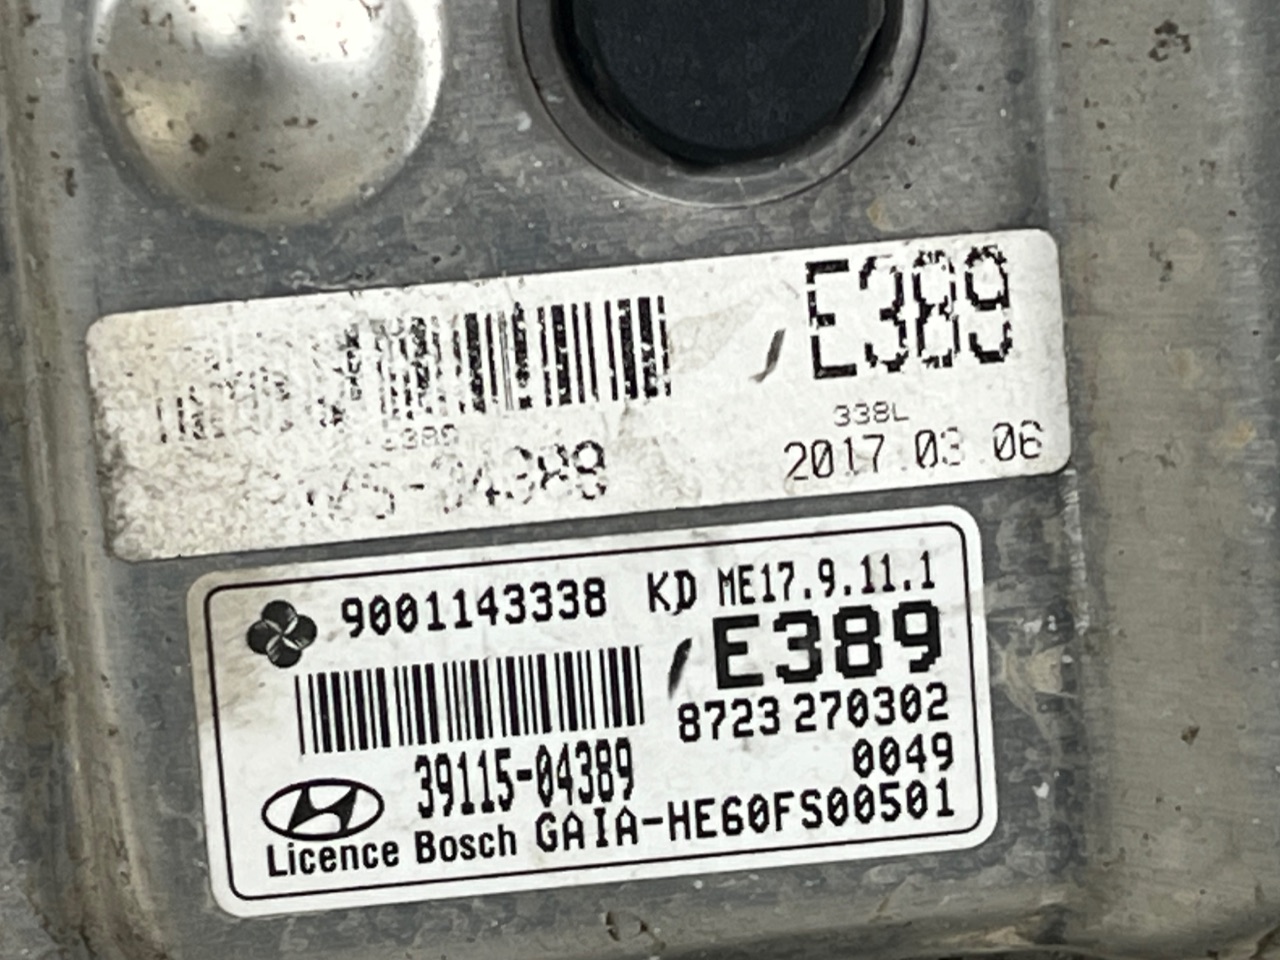 E389
338L
2017.03 06
9001143338 KD ME17.9.11.1
E389
8723 270302
39115-04389
0049
Licence Bosch GAIA-HE60FS00501